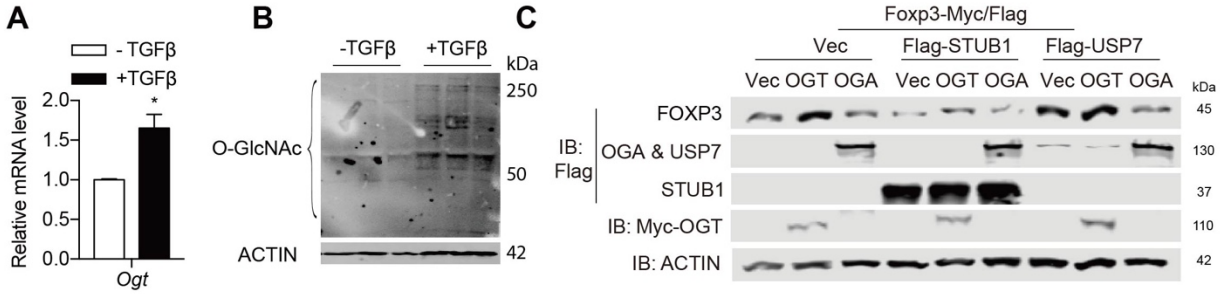 A
- TGFβ
+TGFβ
Relative mRNA level
2.0
*
1.5
1.0
0.5
0.0
Ogt
B
-TGFβ +TGFβ
kDa
250
O-GlcNAc
50
ACTIN 42
C
Foxp3-Myc/Flag
Vec Flag-STUB1 Flag-USP7
Vec OGT OGA Vec OGT OGA Vec OGT OGA kDa
FOXP3 45
IB: Flag
OGA & USP7 130
STUB1 37
IB: Myc-OGT 110
IB: ACTIN 42